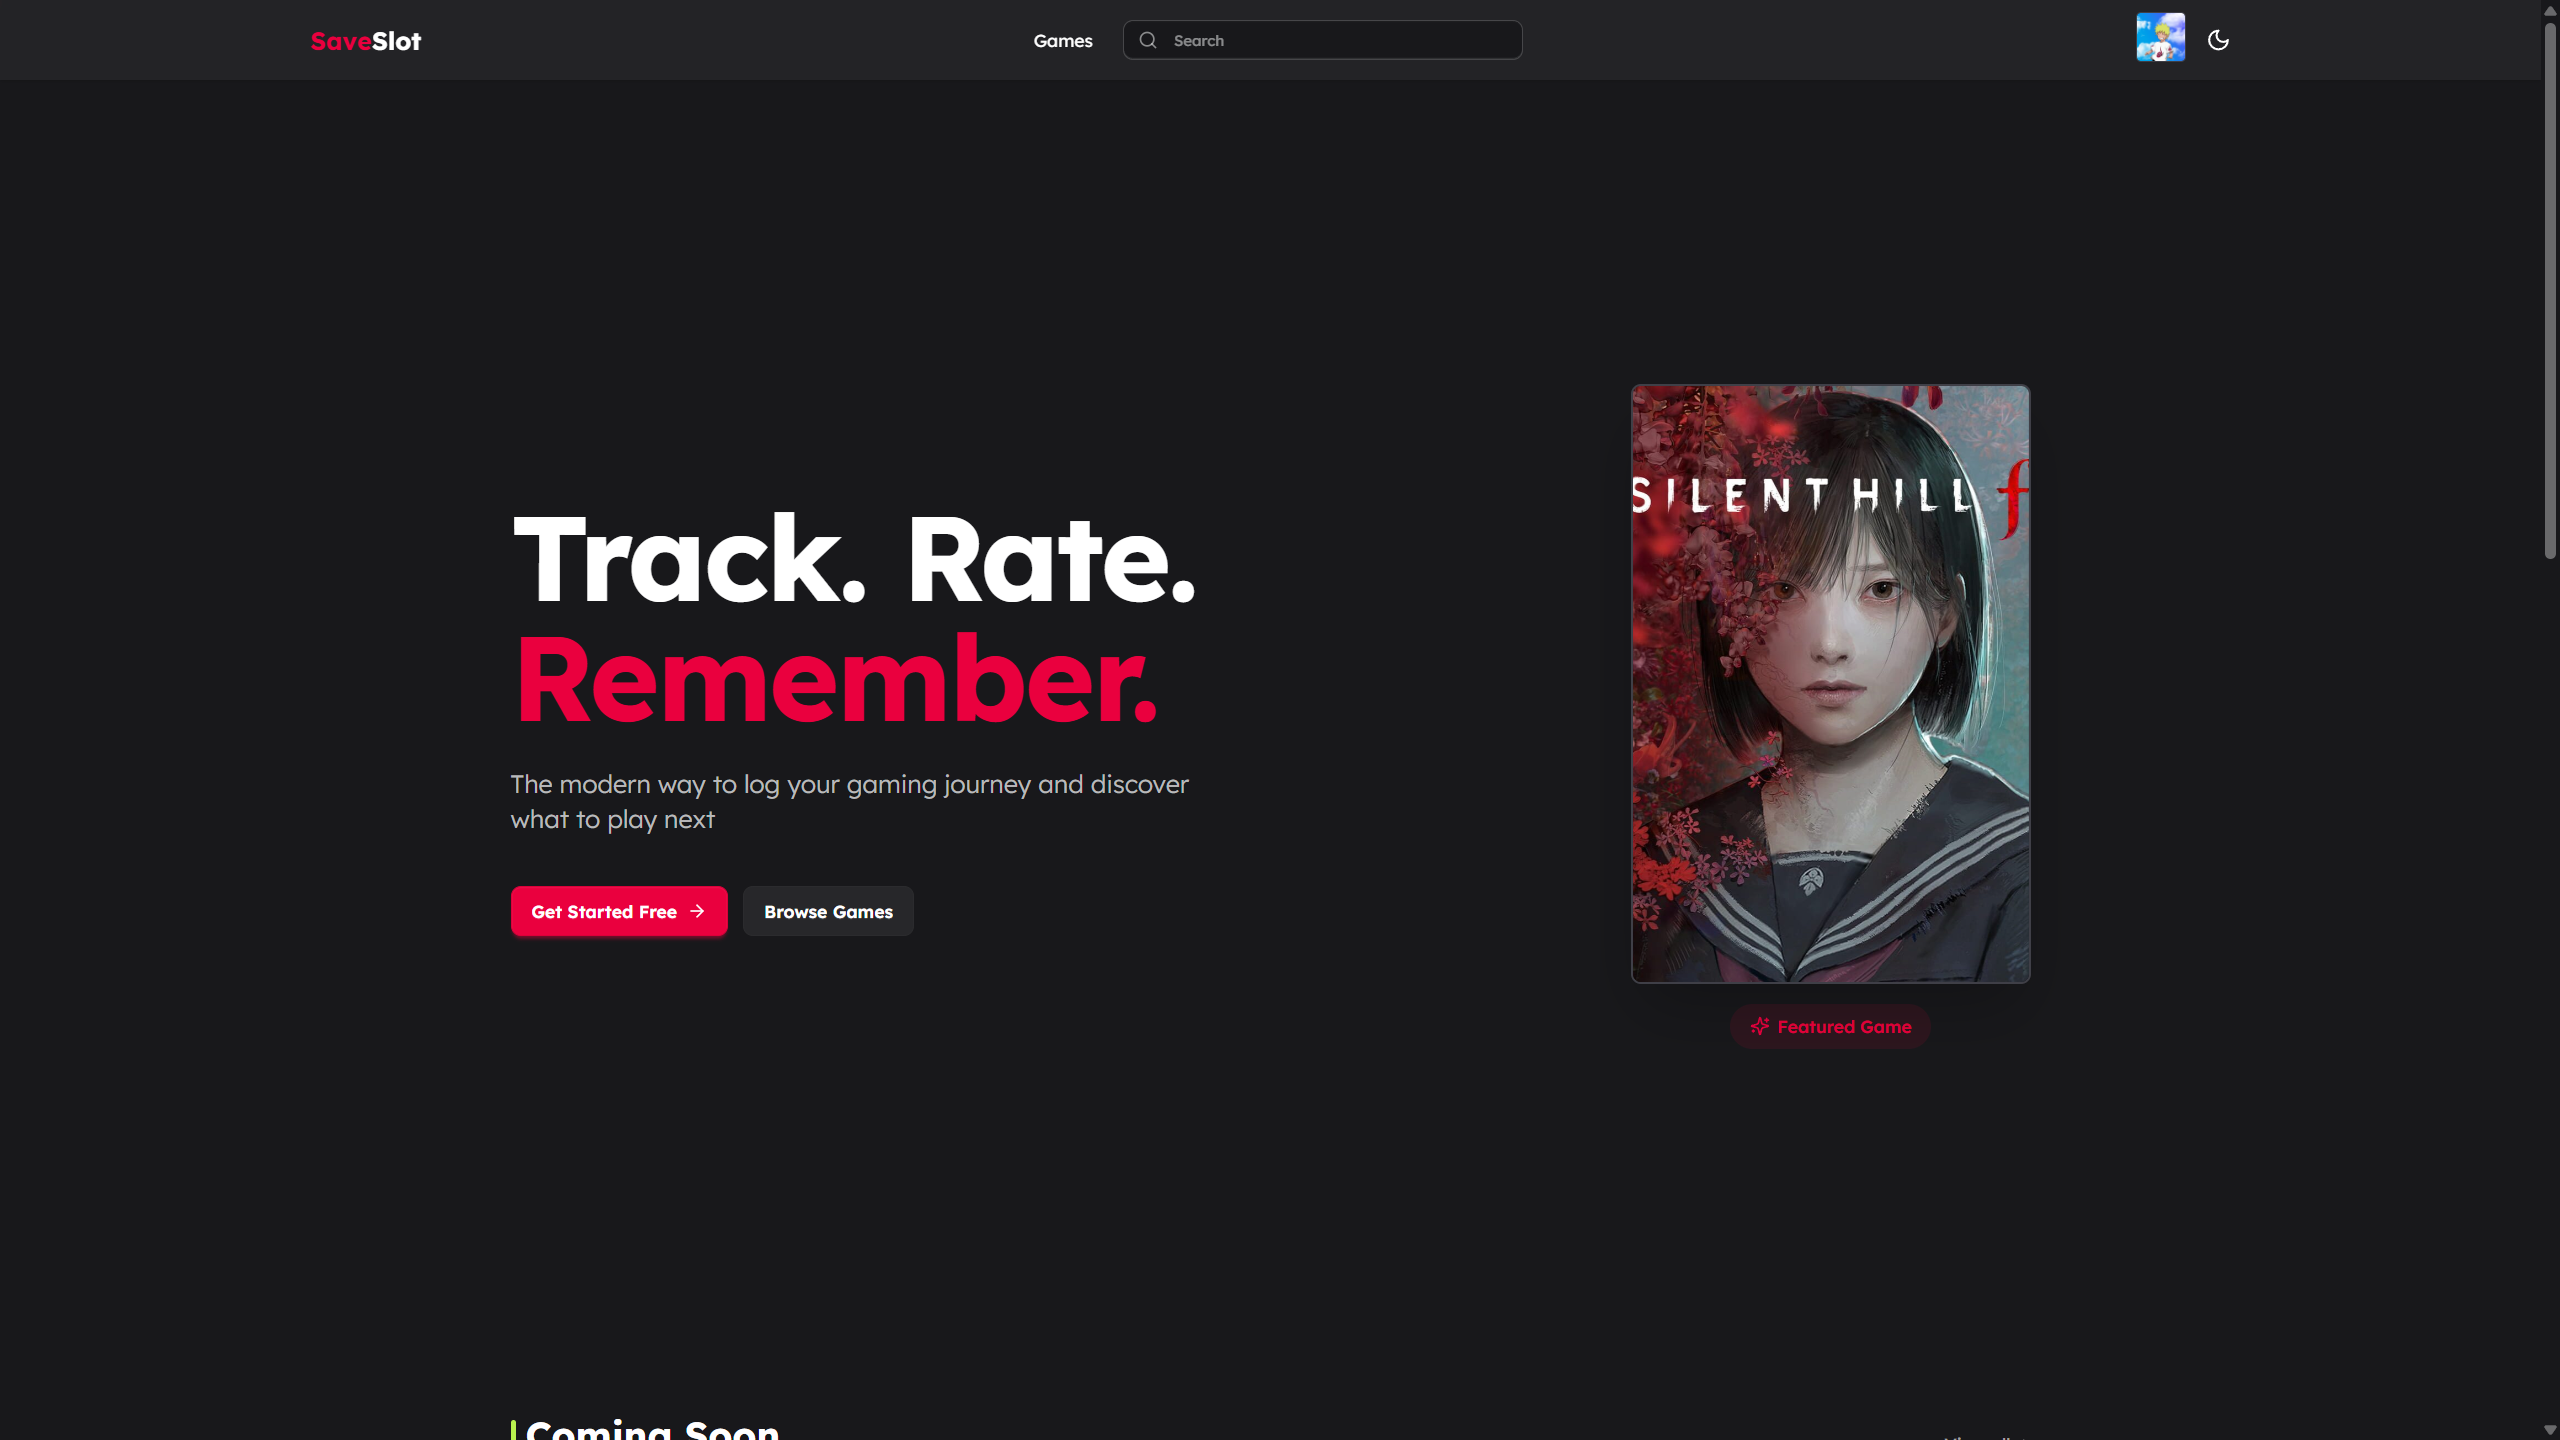 SaveSlot
Games
Search
Track. Rate.
Remember.
The modern way to log your gaming journey and discover
what to play next
Get Started Free
Browse Games
SILENT HILL f
Featured Game
Coming Soon